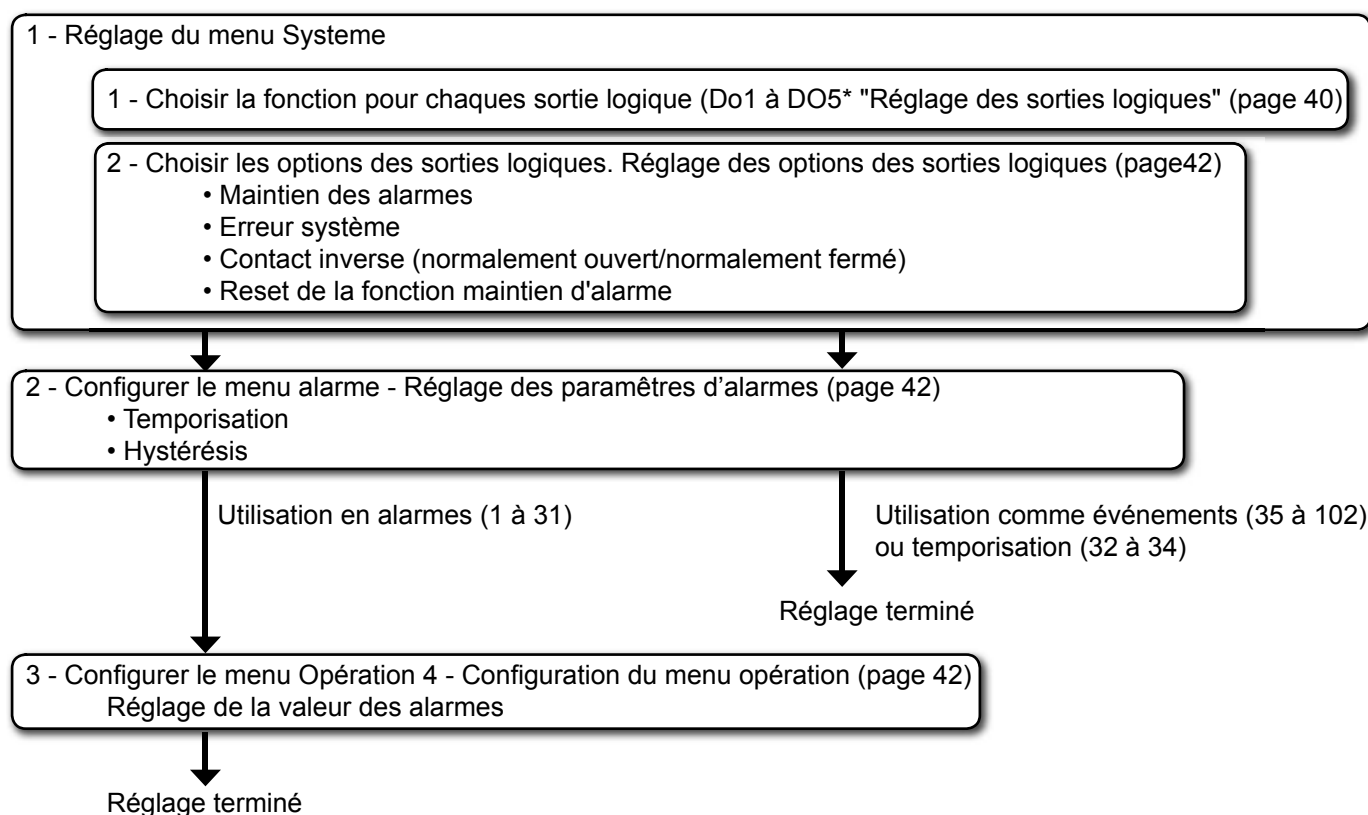 1 - Réglage du menu Systeme
1 - Choisir la fonction pour chaques sortie logique (Do1 à DO5* "Réglage des sorties logiques" (page 40)
2 - Choisir les options des sorties logiques. Réglage des options des sorties logiques (page42)
• Maintien des alarmes
• Erreur système
• Contact inverse (normalement ouvert/normalement fermé)
• Reset de la fonction maintien d'alarme
2 - Configurer le menu alarme - Réglage des paramêtres d’alarmes (page 42)
• Temporisation
• Hystérésis
Utilisation en alarmes (1 à 31)
Utilisation comme événements (35 à 102)
ou temporisation (32 à 34)
Réglage terminé
3 - Configurer le menu Opération 4 - Configuration du menu opération (page 42)
Réglage de la valeur des alarmes
Réglage terminé